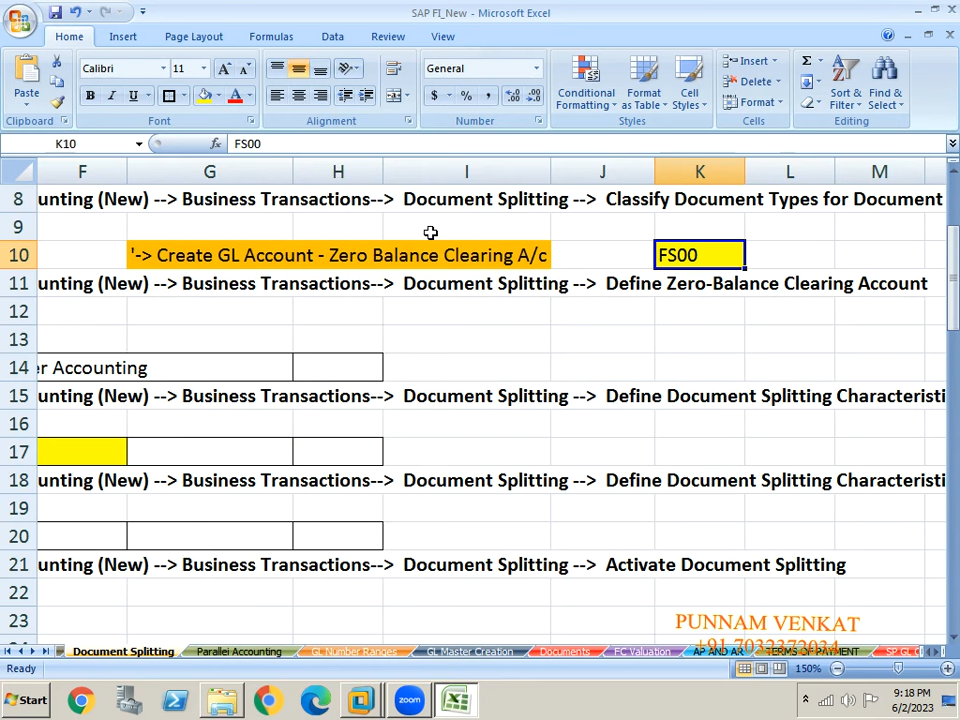 SAP FI_New - Microsoft Excel
Home Insert Page Layout Formulas Data Review View
Paste
Calibri 11
B I U
A A
General
$ % ,
Conditional Formatting
Format as Table
Cell Styles
Insert
Delete
Format
Sort & Filter
Find & Select
Clipboard Font Alignment Number Styles Cells Editing
K10 fx FS00
F G H I J K L M
8 unting (New) --> Business Transactions--> Document Splitting --> Classify Document Types for Document
9
10 '-> Create GL Account - Zero Balance Clearing A/c FS00
11 unting (New) --> Business Transactions--> Document Splitting --> Define Zero-Balance Clearing Account
12
13
14 er Accounting
15 unting (New) --> Business Transactions--> Document Splitting --> Define Document Splitting Characteristi
16
17
18 unting (New) --> Business Transactions--> Document Splitting --> Define Document Splitting Characteristi
19
20
21 unting (New) --> Business Transactions--> Document Splitting --> Activate Document Splitting
22
23
PUNNAM VENKAT
+91 7032372034
Document Splitting Parallel Accounting GL Number Ranges GL Master Creation Documents FC Valuation AP AND AR TERMS OF PAYMENT SP GL
Ready 150%
Start zoom
9:18 PM
6/2/2023